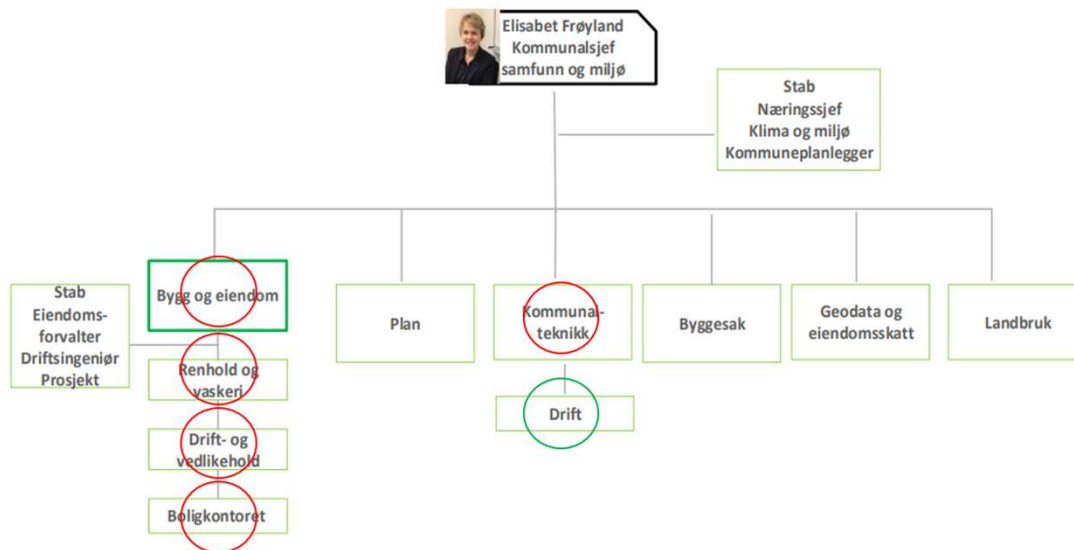 Elisabet Frøyland
Kommunalsjef
samfunn og miljø
Stab
Næringssjef
Klima og miljø
Kommuneplanlegger
Bygg og eiendom
Stab
Eiendoms-
forvalter
Driftsingeniør
Prosjekt
Renhold og
vaskeri
Drift- og
vedlikehold
Boligkontoret
Plan
Kommunal-
teknikk
Drift
Byggesak
Geodata og
eiendomsskatt
Landbruk